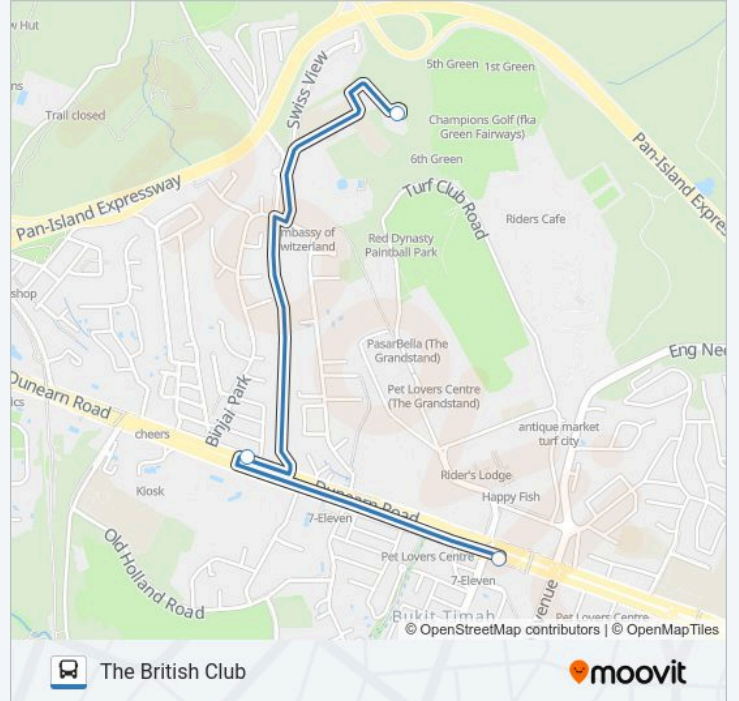 w Hut
5th Green
1st Green
Swiss View
Trail closed
Champions Golf (fka
Green Fairways)
6th Green
Pan-Island Expressway
Pan-Island Expres
Turf Club Road
Riders Cafe
mbassy of
witzerland
Red Dynasty
Paintball Park
shop
PasarBella (The
Grandstand)
Eng Nee
Dunearn Road
ics
Binjai Park
Pet Lovers Centre
(The Grandstand)
cheers
antique market
turf city
Kiosk
Rider's Lodge
Dunearn Road
Happy Fish
7-Eleven
Old Holland Road
Pet Lovers Centre
7-Eleven
venue
Bukit Timah
Pet Lovers Centre
© OpenStreetMap contributors | © OpenMapTiles
The British Club
moovit